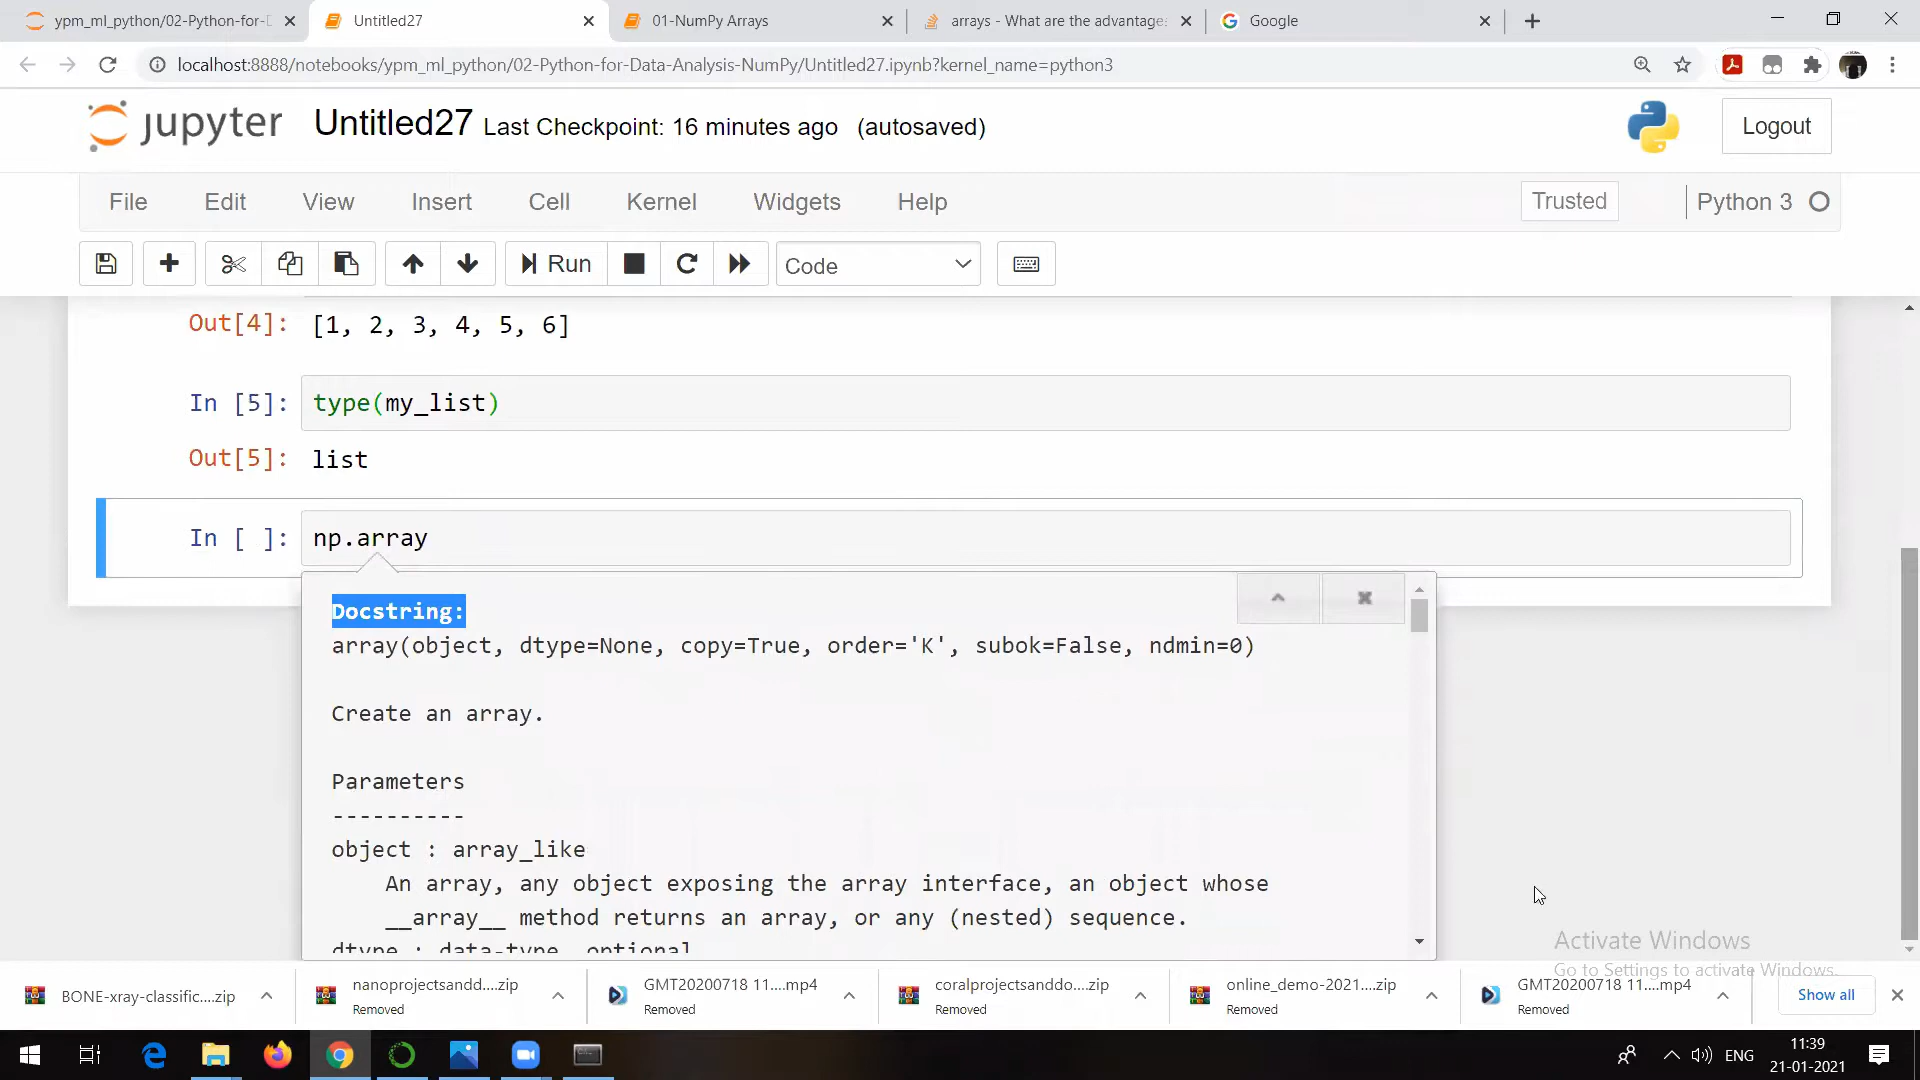 ypm_ml_python/02-Python-for-D
Untitled27
01-NumPy Arrays
arrays - What are the advantage
Google
localhost:8888/notebooks/ypm_ml_python/02-Python-for-Data-Analysis-NumPy/Untitled27.ipynb?kernel_name=python3
jupyter Untitled27 Last Checkpoint: 16 minutes ago (autosaved)
Logout
File Edit View Insert Cell Kernel Widgets Help
Trusted
Python 3
Run
Code
Out[4]: [1, 2, 3, 4, 5, 6]
In [5]: type(my_list)
Out[5]: list
In [ ]: np.array
Docstring:
array(object, dtype=None, copy=True, order='K', subok=False, ndmin=0)
Create an array.
Parameters
----------
object : array_like
An array, any object exposing the array interface, an object whose
__array__ method returns an array, or any (nested) sequence.
dtype : data-type, optional
Activate Windows
Go to Settings to activate Windows.
BONE-xray-classific....zip
nanoprojectsandd....zip
Removed
GMT20200718 11....mp4
Removed
coralprojectsanddo....zip
Removed
online_demo-2021....zip
Removed
GMT20200718 11....mp4
Removed
Show all
ENG
11:39
21-01-2021